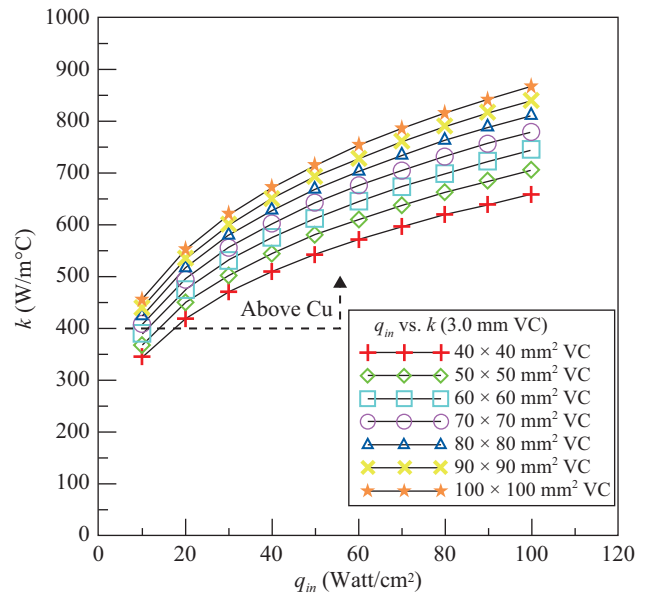 1000
900
800
700
600
500
400
300
200
100
0
k (W/m°C)
Above Cu
q_in vs. k (3.0 mm VC)
40 × 40 mm² VC
50 × 50 mm² VC
60 × 60 mm² VC
70 × 70 mm² VC
80 × 80 mm² VC
90 × 90 mm² VC
100 × 100 mm² VC
0 20 40 60 80 100 120
q_in (Watt/cm²)